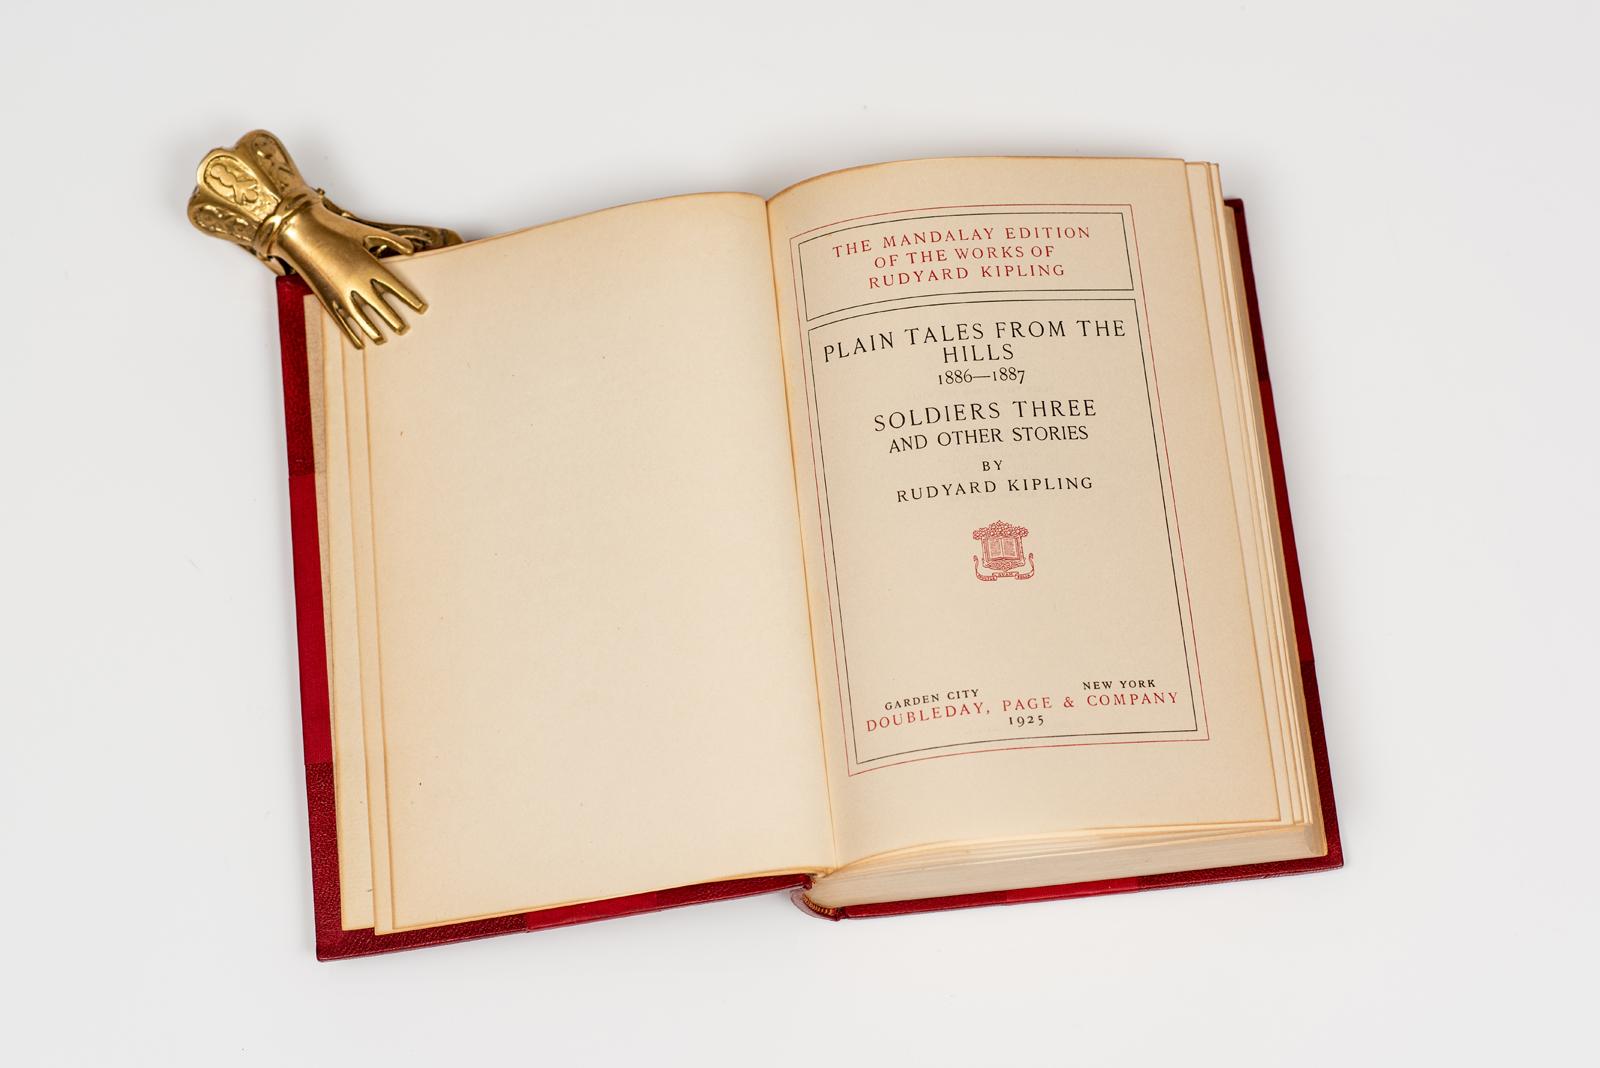 THE MANDALAY EDITION
OF THE WORKS OF
RUDYARD KIPLING
PLAIN TALES FROM THE
HILLS
1886—1887
SOLDIERS THREE
AND OTHER STORIES
BY
RUDYARD KIPLING
GARDEN CITY NEW YORK
DOUBLEDAY, PAGE & COMPANY
1925